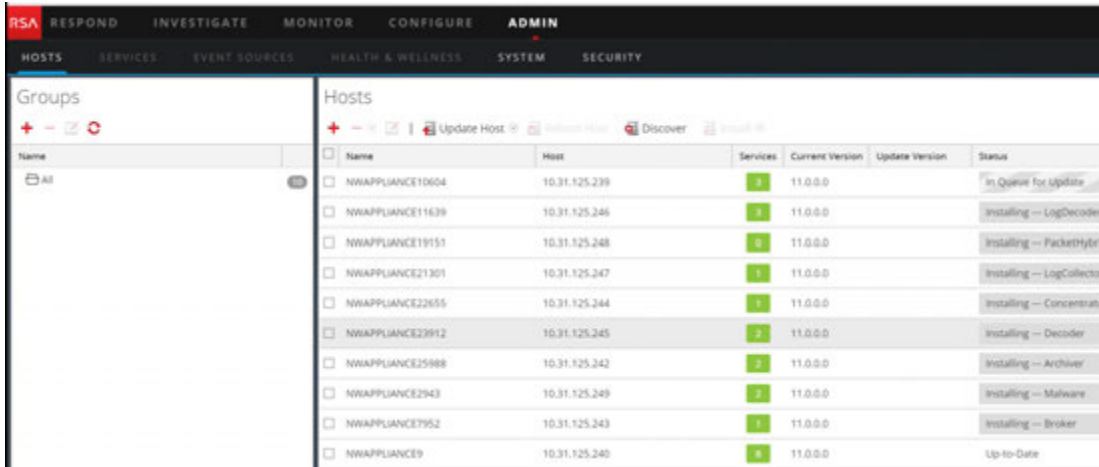 RSA RESPOND INVESTIGATE MONITOR CONFIGURE ADMIN
HOSTS SERVICES EVENT SOURCES HEALTH & WELLNESS SYSTEM SECURITY
Groups
Name
All 10
Hosts
Update Host Reboot Host Discover Install
Name Host Services Current Version Update Version Status
NWAPPLIANCE10604 10.31.125.239 3 11.0.0.0 In Queue for Update
NWAPPLIANCE11639 10.31.125.246 3 11.0.0.0 Installing — LogDecoder
NWAPPLIANCE19151 10.31.125.248 0 11.0.0.0 Installing — PacketHybri
NWAPPLIANCE21301 10.31.125.247 1 11.0.0.0 Installing — LogCollecto
NWAPPLIANCE22655 10.31.125.244 1 11.0.0.0 Installing — Concentrat
NWAPPLIANCE23912 10.31.125.245 2 11.0.0.0 Installing — Decoder
NWAPPLIANCE25988 10.31.125.242 2 11.0.0.0 Installing — Archiver
NWAPPLIANCE2943 10.31.125.249 2 11.0.0.0 Installing — Malware
NWAPPLIANCE7952 10.31.125.243 1 11.0.0.0 Installing — Broker
NWAPPLIANCE9 10.31.125.240 11.0.0.0 Up-to-Date